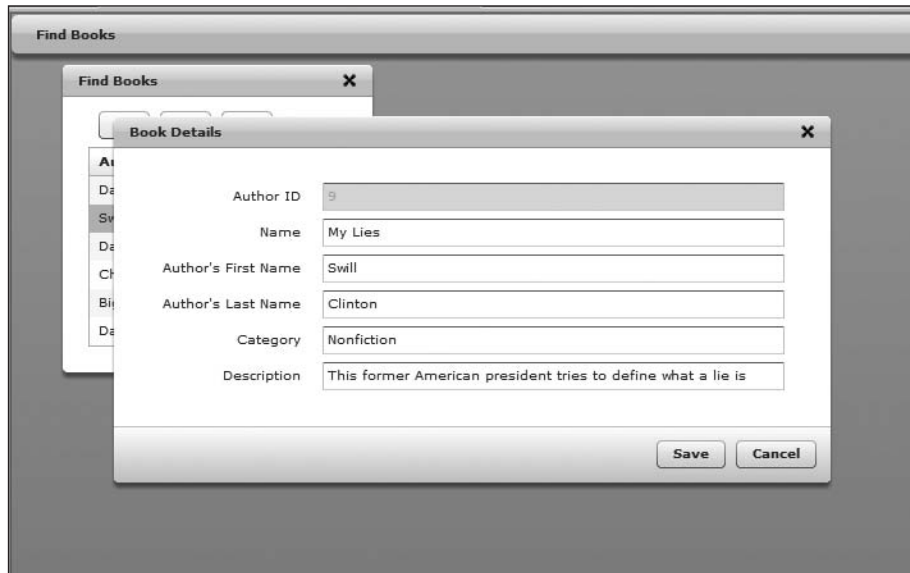 Find Books
Find Books
Book Details
Author ID 9
Name My Lies
Author's First Name Swill
Author's Last Name Clinton
Category Nonfiction
Description This former American president tries to define what a lie is
Save Cancel